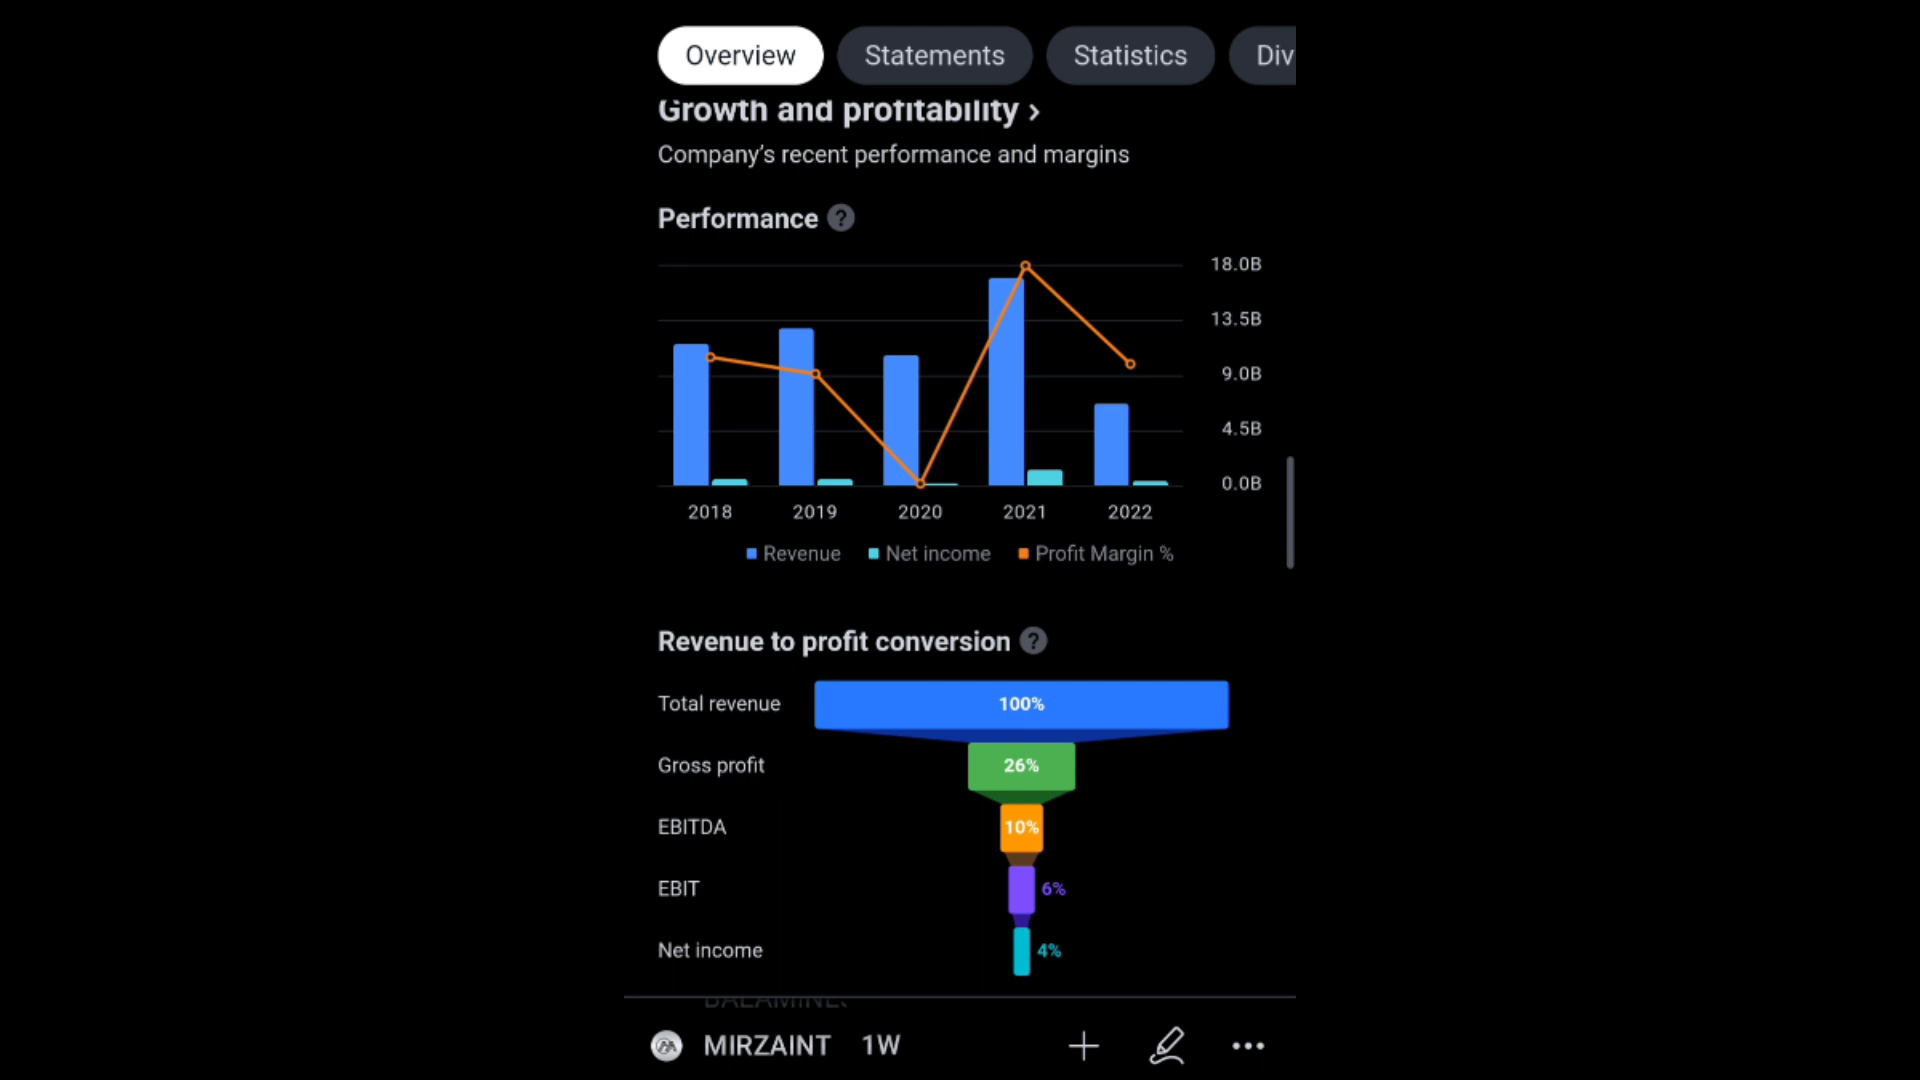 Overview Statements Statistics Div
Growth and profitability ›
Company's recent performance and margins
Performance ?
18.0B
13.5B
9.0B
4.5B
0.0B
2018 2019 2020 2021 2022
Revenue Net income Profit Margin %
Revenue to profit conversion ?
Total revenue 100%
Gross profit 26%
EBITDA 10%
EBIT 6%
Net income 4%
MIRZAINT 1W